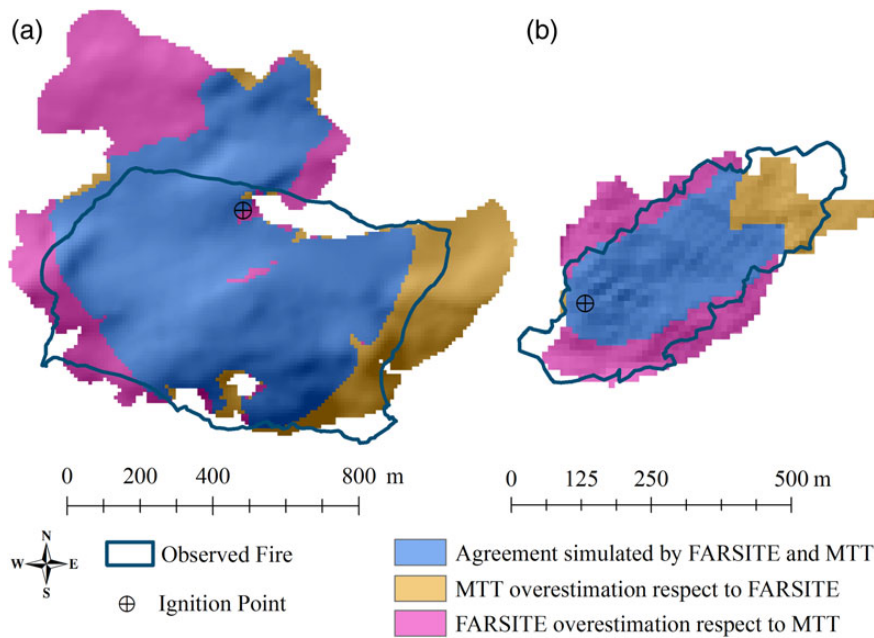 (a)
(b)
0 200 400 800 m
0 125 250 500 m
N
W E
S
Observed Fire
Ignition Point
Agreement simulated by FARSITE and MTT
MTT overestimation respect to FARSITE
FARSITE overestimation respect to MTT